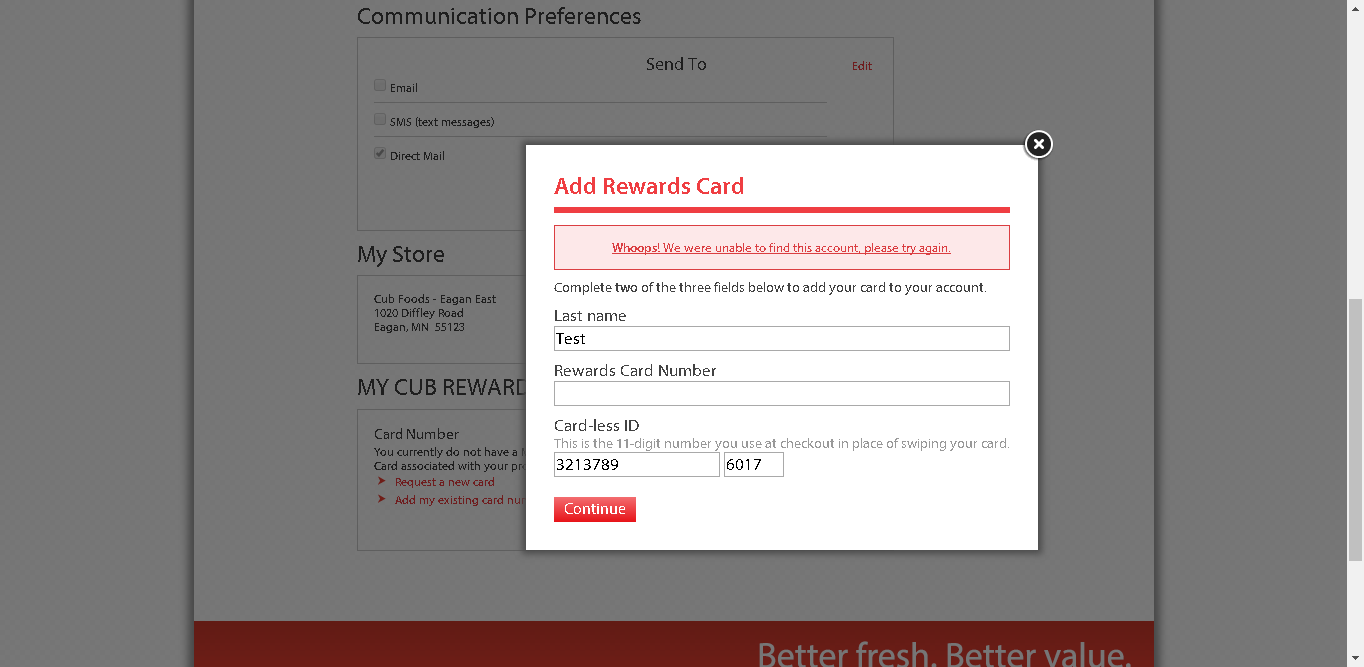 Communication Preferences
Send To
Edit
Email
SMS (text messages)
Direct Mail
My Store
Cub Foods - Eagan East
1020 Diffley Road
Eagan, MN 55123
MY CUB REWARD
Card Number
You currently do not have a
Card associated with your pr
Request a new card
Add my existing card nu
Add Rewards Card
Whoops! We were unable to find this account, please try again.
Complete two of the three fields below to add your card to your account.
Last name
Test
Rewards Card Number
Card-less ID
This is the 11-digit number you use at checkout in place of swiping your card.
3213789 6017
Continue
Better fresh. Better value.